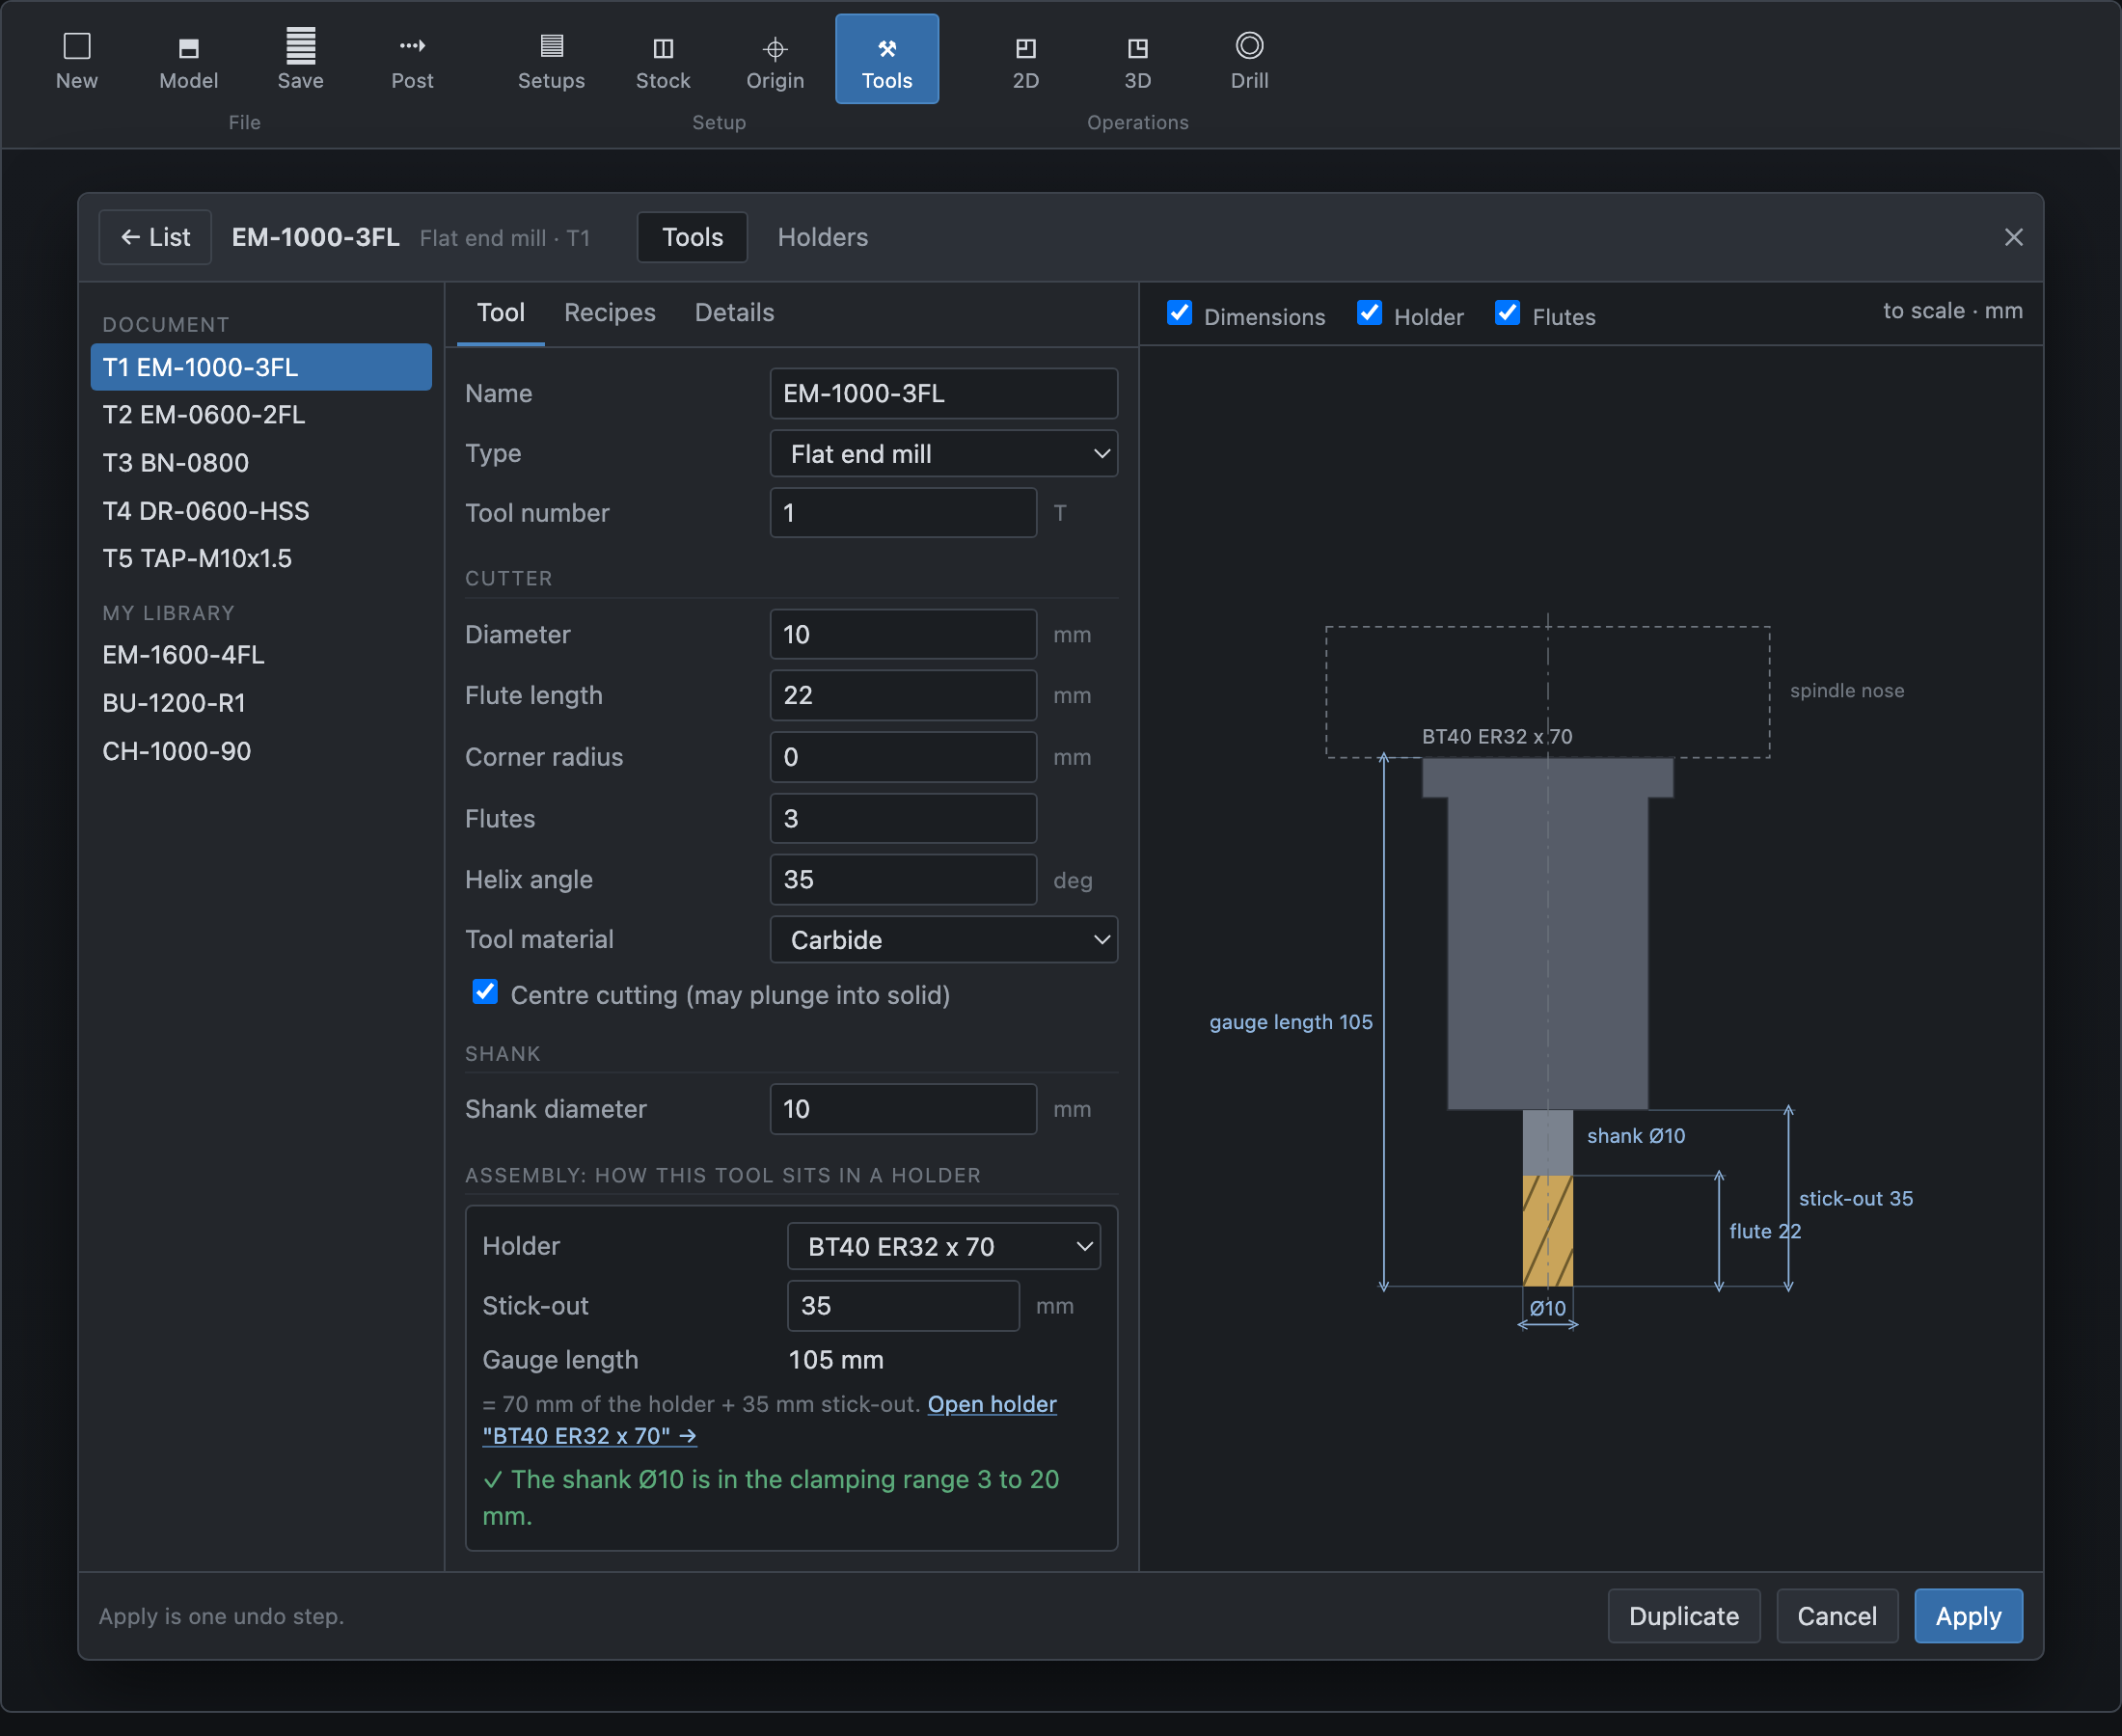 New Model Save Post Setups Stock Origin Tools 2D 3D Drill
File Setup Operations
← List EM-1000-3FL Flat end mill · T1 Tools Holders ×
DOCUMENT
T1 EM-1000-3FL
T2 EM-0600-2FL
T3 BN-0800
T4 DR-0600-HSS
T5 TAP-M10x1.5
MY LIBRARY
EM-1600-4FL
BU-1200-R1
CH-1000-90
Tool Recipes Details
Name EM-1000-3FL
Type Flat end mill
Tool number 1 T
CUTTER
Diameter 10 mm
Flute length 22 mm
Corner radius 0 mm
Flutes 3
Helix angle 35 deg
Tool material Carbide
Centre cutting (may plunge into solid)
SHANK
Shank diameter 10 mm
ASSEMBLY: HOW THIS TOOL SITS IN A HOLDER
Holder BT40 ER32 x 70
Stick-out 35 mm
Gauge length 105 mm
= 70 mm of the holder + 35 mm stick-out. Open holder
"BT40 ER32 x 70" →
✓ The shank Ø10 is in the clamping range 3 to 20
mm.
Dimensions Holder Flutes to scale · mm
spindle nose
BT40 ER32 x 70
gauge length 105
shank Ø10
stick-out 35
flute 22
Ø10
Apply is one undo step.
Duplicate Cancel Apply